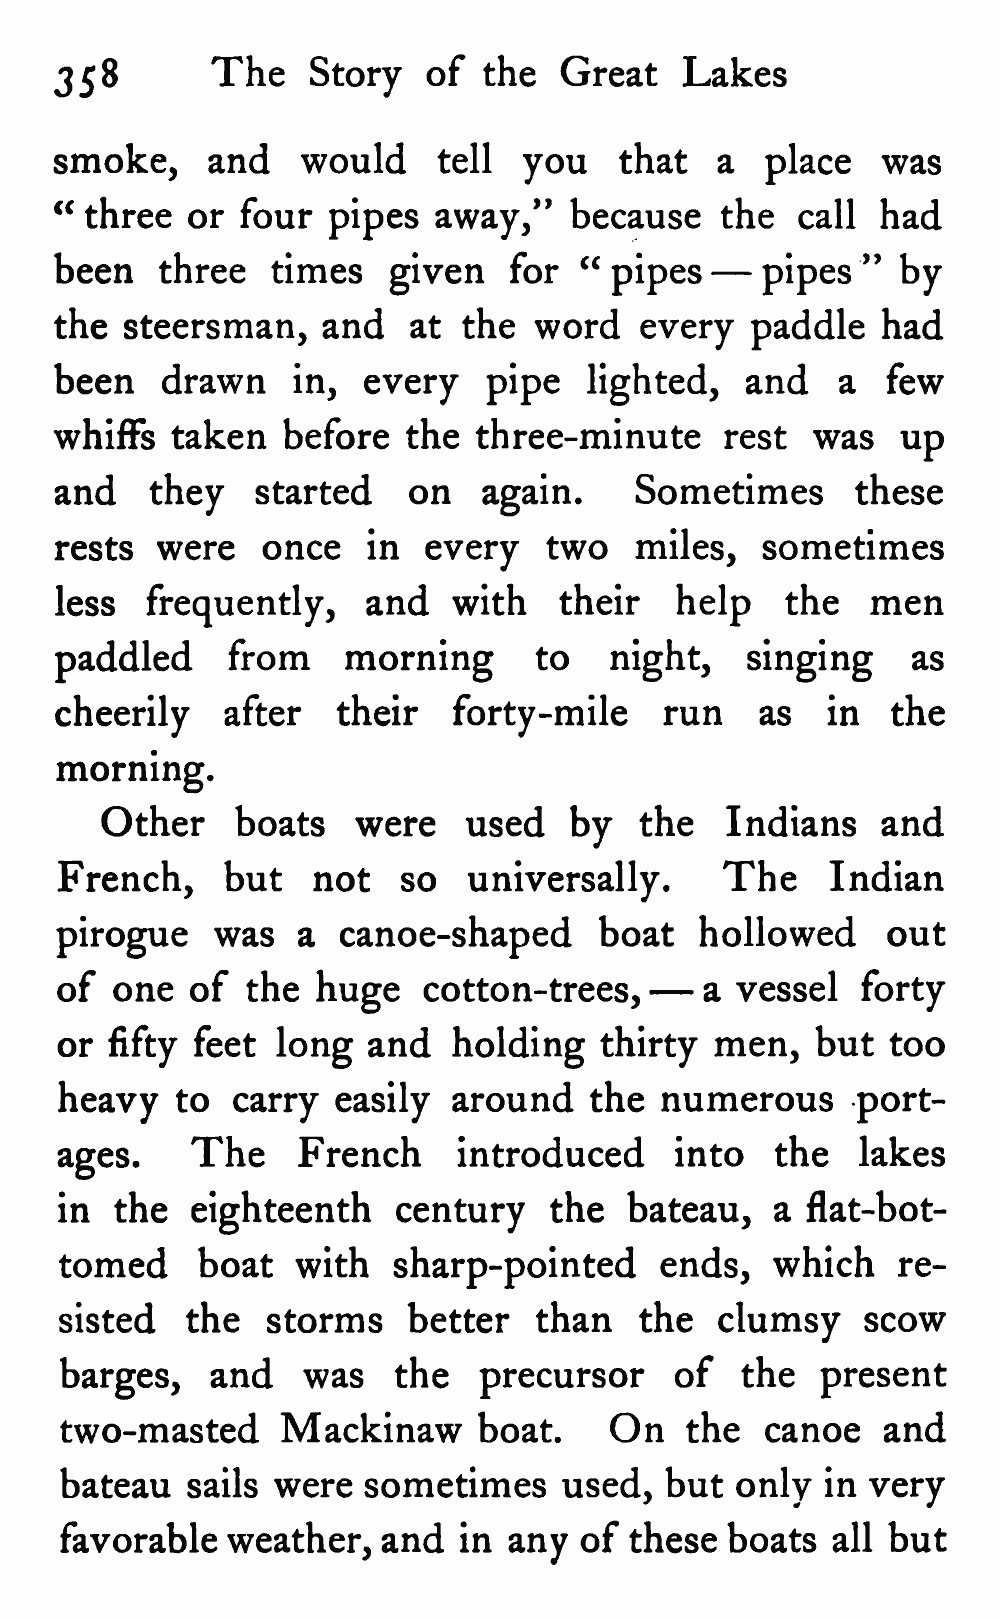 358 The Story of the Great Lakes
smoke, and would tell you that a place was
“ three or four pipes away,” because the call had
been three times given for “ pipes — pipes ” by
the steersman, and at the word every paddle had
been drawn in, every pipe lighted, and a few
whiffs taken before the three-minute rest was up
and they started on again. Sometimes these
rests were once in every two miles, sometimes
less frequently, and with their help the men
paddled from morning to night, singing as
cheerily after their forty-mile run as in the
morning.
Other boats were used by the Indians and
French, but not so universally. The Indian
pirogue was a canoe-shaped boat hollowed out
of one of the huge cotton-trees, — a vessel forty
or fifty feet long and holding thirty men, but too
heavy to carry easily around the numerous port-
ages. The French introduced into the lakes
in the eighteenth century the bateau, a flat-bot-
tomed boat with sharp-pointed ends, which re-
sisted the storms better than the clumsy scow
barges, and was the precursor of the present
two-masted Mackinaw boat. On the canoe and
bateau sails were sometimes used, but only in very
favorable weather, and in any of these boats all but